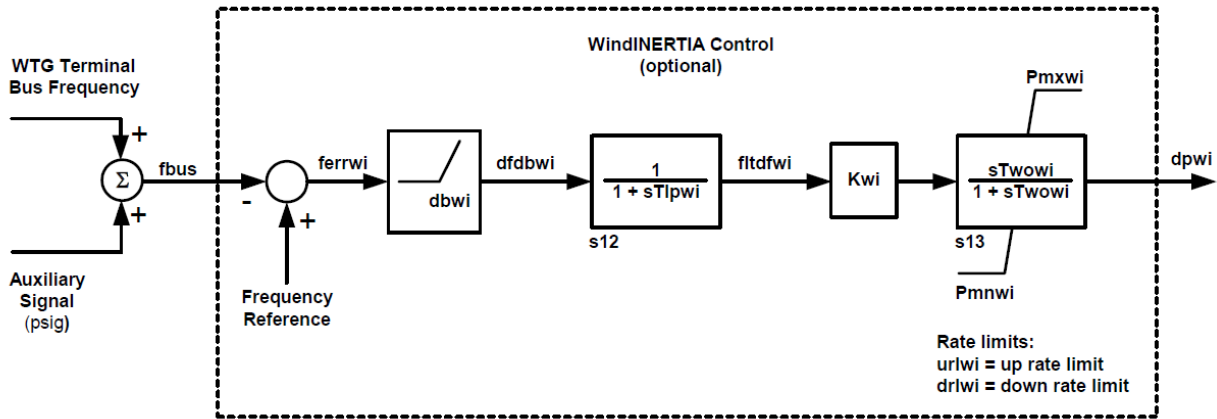 WindINERTIA Control
(optional)
WTG Terminal
Bus Frequency
+
Σ
+
fbus
-
+
Auxiliary
Signal
(psig)
Frequency
Reference
ferrwi
dbwi
dfdbwi
1
1 + sTlpwi
s12
fltdfwi
Kwi
Pmxwi
sTwowi
1 + sTwowi
s13
Pmnwi
dpwi
Rate limits:
urlwi = up rate limit
drlwi = down rate limit